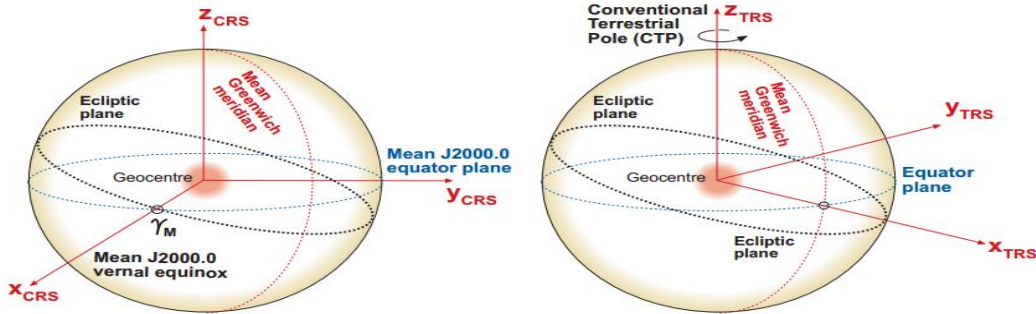 zCRS
Mean
Greenwich
meridian
Ecliptic
plane
Mean J2000.0
equator plane
Geocentre
yCRS
γM
Mean J2000.0
vernal equinox
xCRS
Conventional
Terrestrial
Pole (CTP)
zTRS
Mean
Greenwich
meridian
Ecliptic
plane
yTRS
Geocentre
Equator
plane
Ecliptic
plane
xTRS